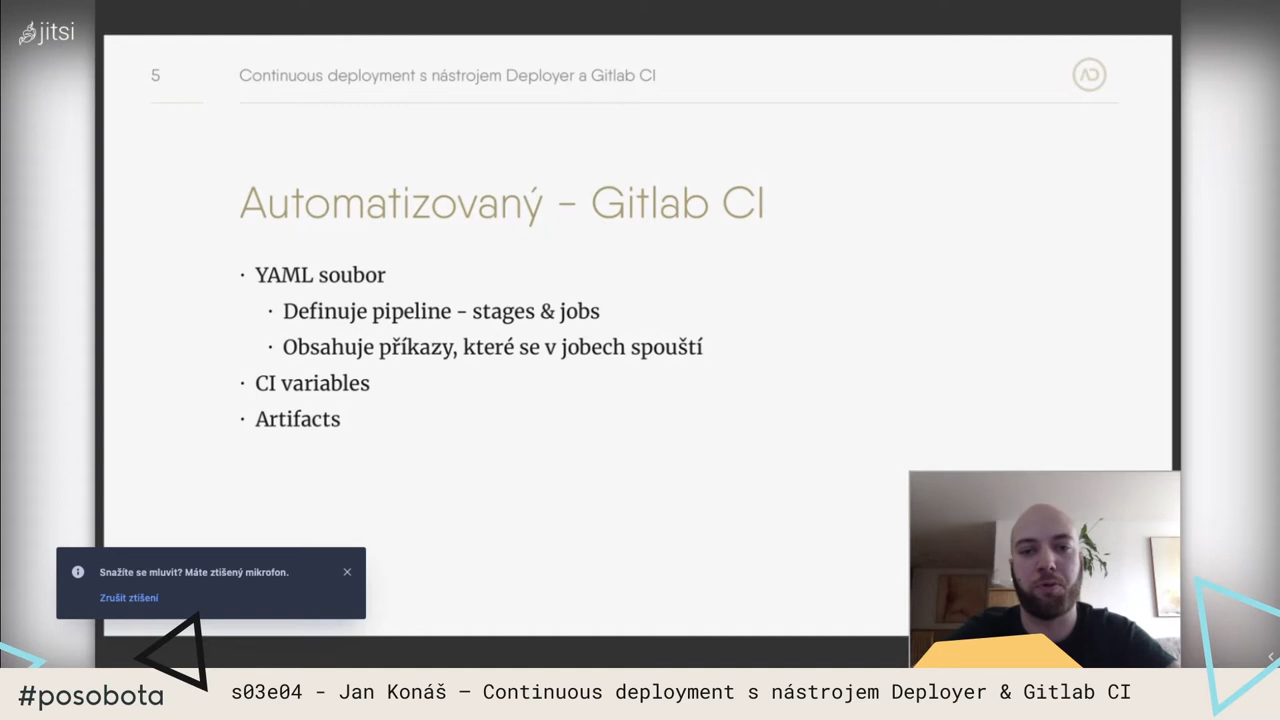 jitsi
5
Continuous deployment s nástrojem Deployer a Gitlab CI
Automatizovaný – Gitlab CI
· YAML soubor
· Definuje pipeline - stages & jobs
· Obsahuje příkazy, které se v jobech spouští
· CI variables
· Artifacts
Snažíte se mluvit? Máte ztišený mikrofon.
Zrušit ztišení
#posobota
s03e04 - Jan Konáš – Continuous deployment s nástrojem Deployer & Gitlab CI